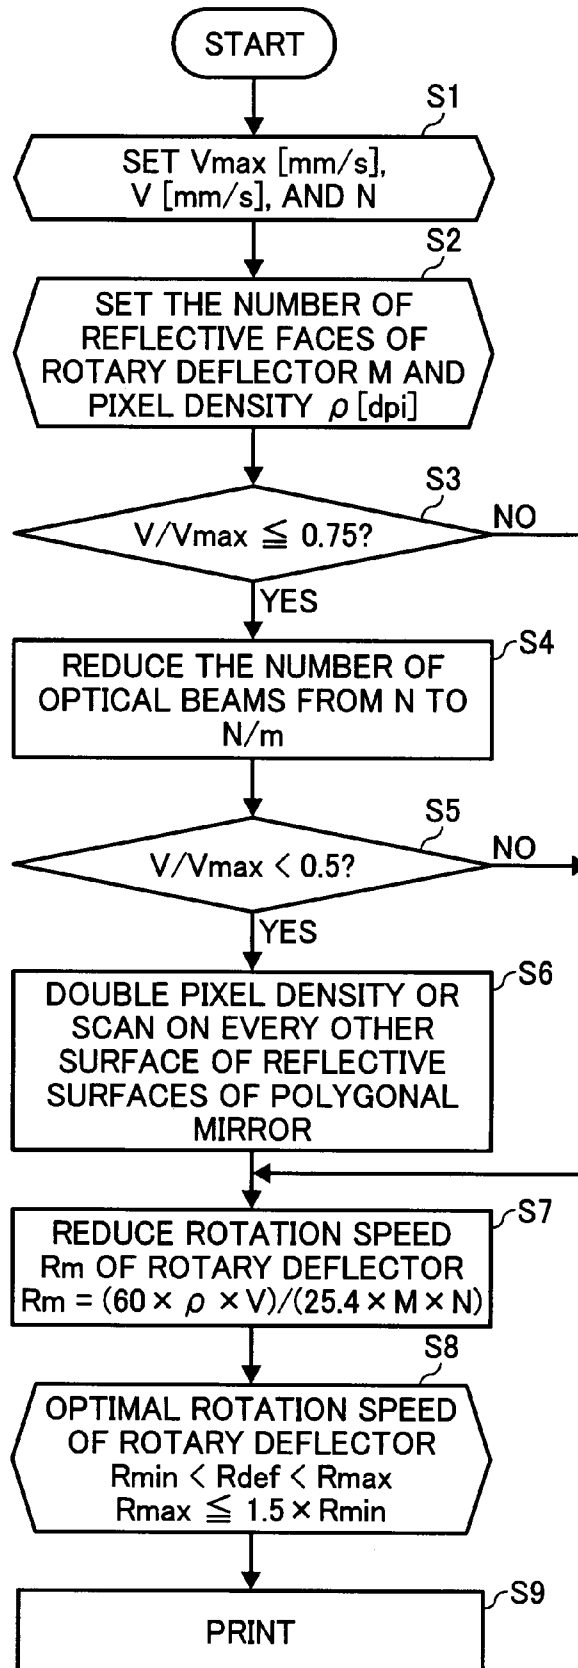 START
S1
SET Vmax [mm/s],
V [mm/s], AND N
S2
SET THE NUMBER OF
REFLECTIVE FACES OF
ROTARY DEFLECTOR M AND
PIXEL DENSITY ρ [dpi]
S3
V/Vmax ≦ 0.75?
NO
YES
S4
REDUCE THE NUMBER OF
OPTICAL BEAMS FROM N TO
N/m
S5
V/Vmax < 0.5?
NO
YES
S6
DOUBLE PIXEL DENSITY OR
SCAN ON EVERY OTHER
SURFACE OF REFLECTIVE
SURFACES OF POLYGONAL
MIRROR
S7
REDUCE ROTATION SPEED
Rm OF ROTARY DEFLECTOR
Rm = (60 × ρ × V)/(25.4 × M × N)
S8
OPTIMAL ROTATION SPEED
OF ROTARY DEFLECTOR
Rmin < Rdef < Rmax
Rmax ≦ 1.5 × Rmin
S9
PRINT